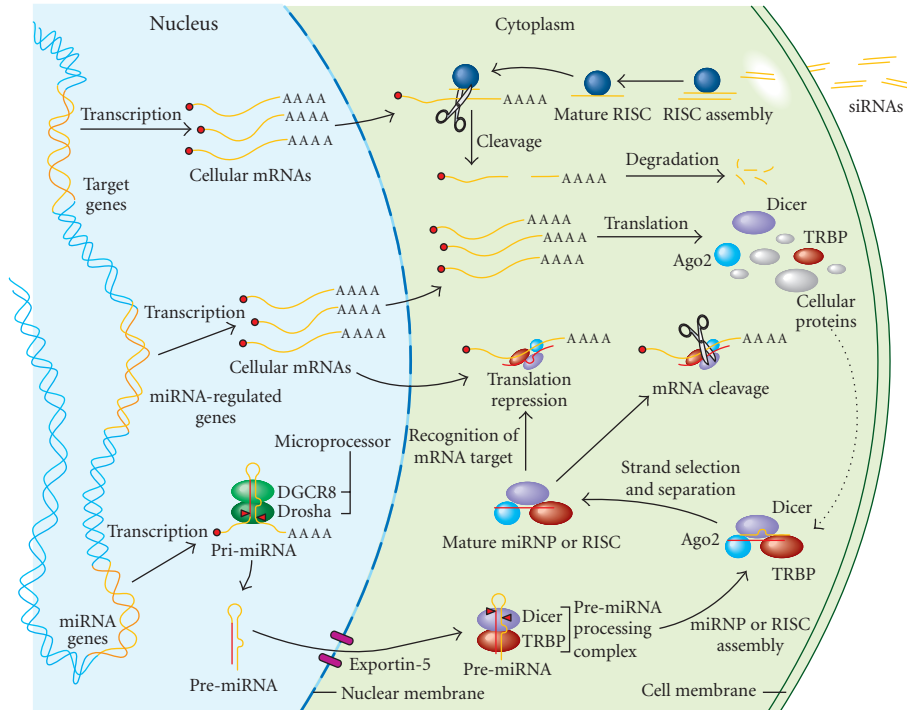 Nucleus
Cytoplasm
siRNAs
Transcription
AAAA
AAAA
AAAA
Cellular mRNAs
Target
genes
AAAA
Cleavage
Mature RISC
RISC assembly
AAAA
Degradation
AAAA
AAAA
AAAA
Translation
Dicer
TRBP
Ago2
Cellular
proteins
Transcription
AAAA
AAAA
AAAA
Cellular mRNAs
miRNA-regulated
genes
AAAA
Translation
repression
AAAA
mRNA cleavage
Recognition of
mRNA target
Microprocessor
DGCR8
Drosha
Transcription
AAAA
Pri-miRNA
Mature miRNP or RISC
Strand selection
and separation
Dicer
Ago2
TRBP
miRNP or RISC
assembly
miRNA
genes
Pre-miRNA
Exportin-5
Dicer
TRBP
Pre-miRNA
processing
complex
Pre-miRNA
Nuclear membrane
Cell membrane